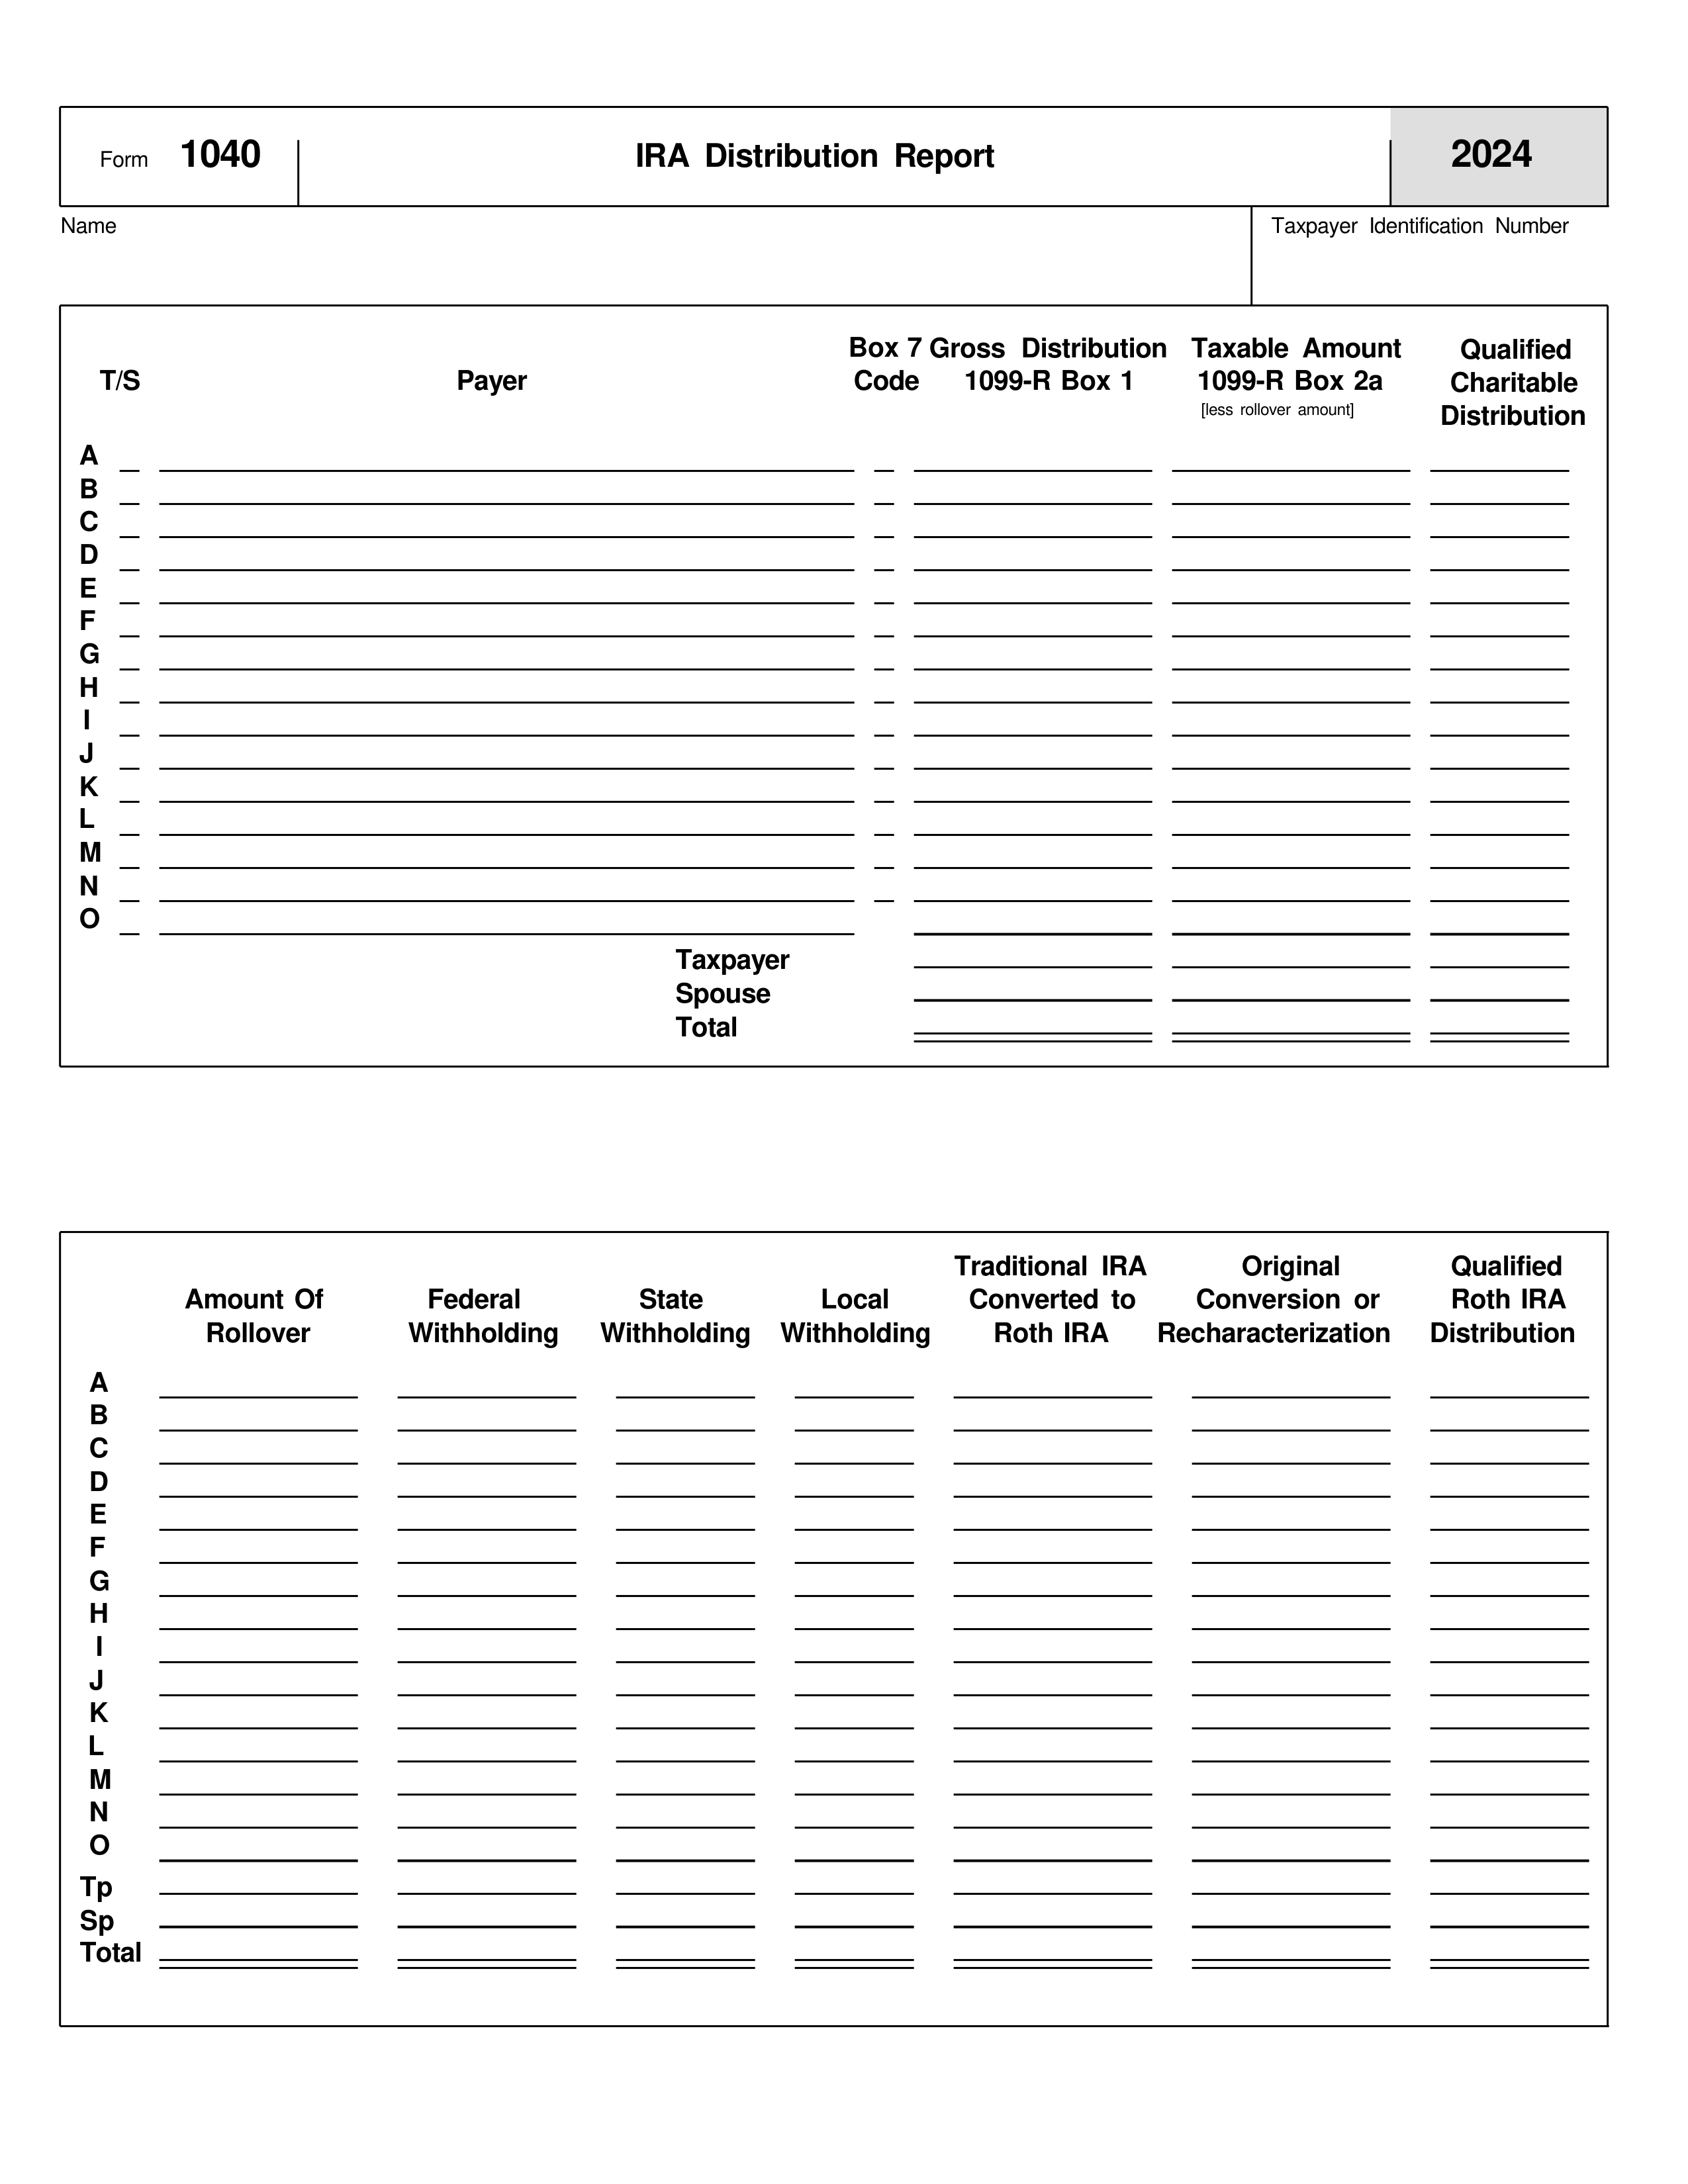 Form 1040 IRA Distribution Report 2024
Name Taxpayer Identification Number
Box 7 Gross Distribution Taxable Amount Qualified
T/S Payer Code 1099-R Box 1 1099-R Box 2a Charitable
[less rollover amount] Distribution
A
B
C
D
E
F
G
H
I
J
K
L
M
N
O
Taxpayer
Spouse
Total
Traditional IRA Original Qualified
Amount Of Federal State Local Converted to Conversion or Roth IRA
Rollover Withholding Withholding Withholding Roth IRA Recharacterization Distribution
A
B
C
D
E
F
G
H
I
J
K
L
M
N
O
Tp
Sp
Total